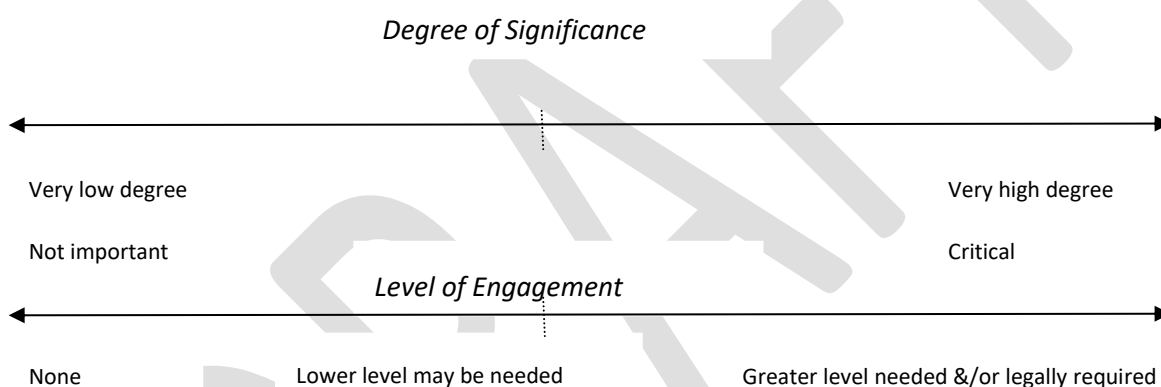 Degree of Significance
Very low degree Very high degree
Not important Critical
Level of Engagement
None Lower level may be needed Greater level needed &/or legally required